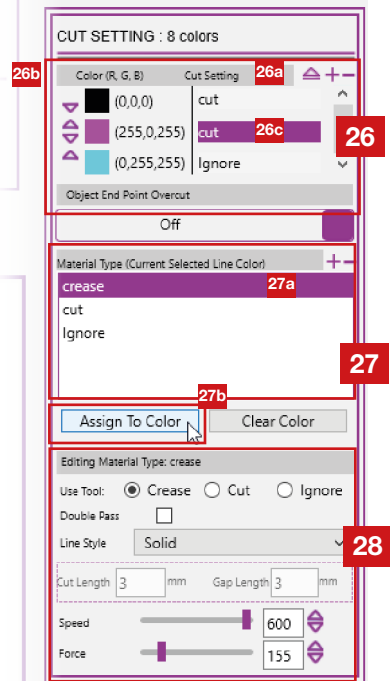 CUT SETTING : 8 colors
26b
Color (R, G, B) Cut Setting 26a
(0,0,0) cut
(255,0,255) cut 26c 26
(0,255,255) Ignore
Object End Point Overcut
Off
Material Type (Current Selected Line Color)
crease 27a
cut
Ignore
27
27b
Assign To Color Clear Color
Editing Material Type: crease
Use Tool: Crease Cut Ignore
Double Pass
Line Style Solid 28
Cut Length 3 mm Gap Length 3 mm
Speed 600
Force 155